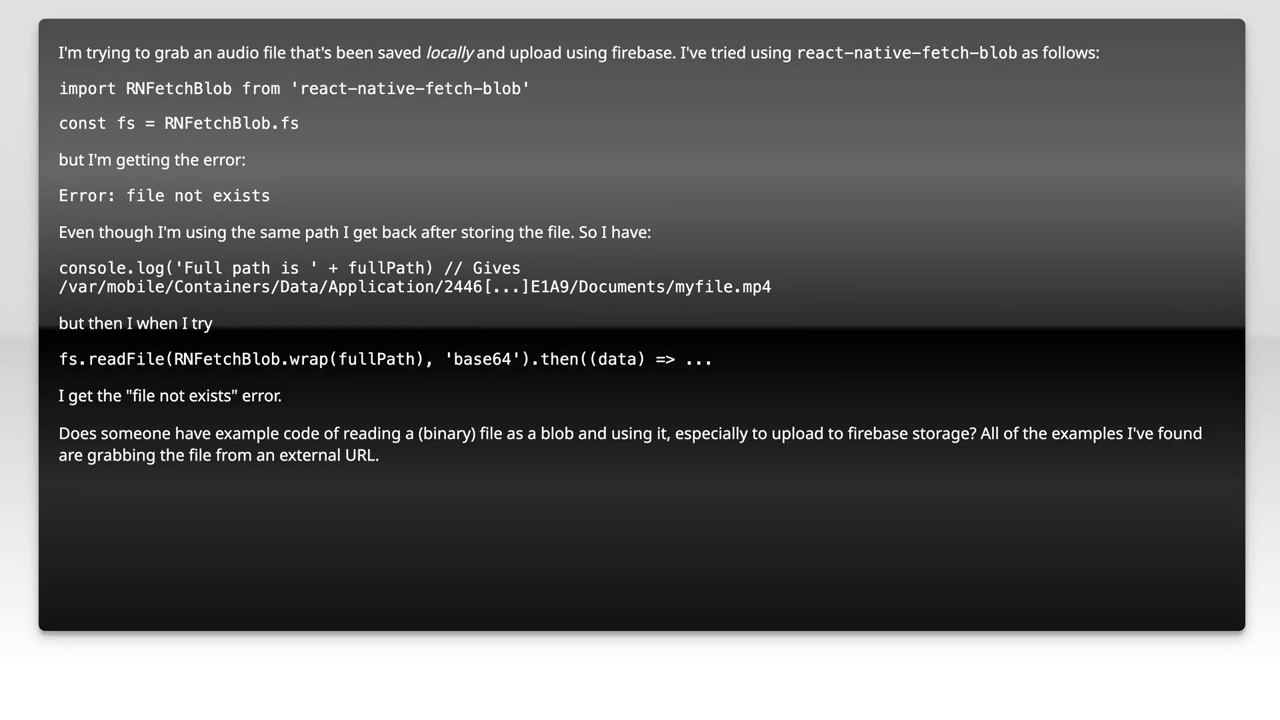 I'm trying to grab an audio file that's been saved locally and upload using firebase. I've tried using react-native-fetch-blob as follows:
import RNFetchBlob from 'react-native-fetch-blob'
const fs = RNFetchBlob.fs
but I'm getting the error:
Error: file not exists
Even though I'm using the same path I get back after storing the file. So I have:
console.log('Full path is ' + fullPath) // Gives
/var/mobile/Containers/Data/Application/2446[...]E1A9/Documents/myfile.mp4
but then I when I try
fs.readFile(RNFetchBlob.wrap(fullPath), 'base64').then((data) => ...
I get the "file not exists" error.
Does someone have example code of reading a (binary) file as a blob and using it, especially to upload to firebase storage? All of the examples I've found
are grabbing the file from an external URL.